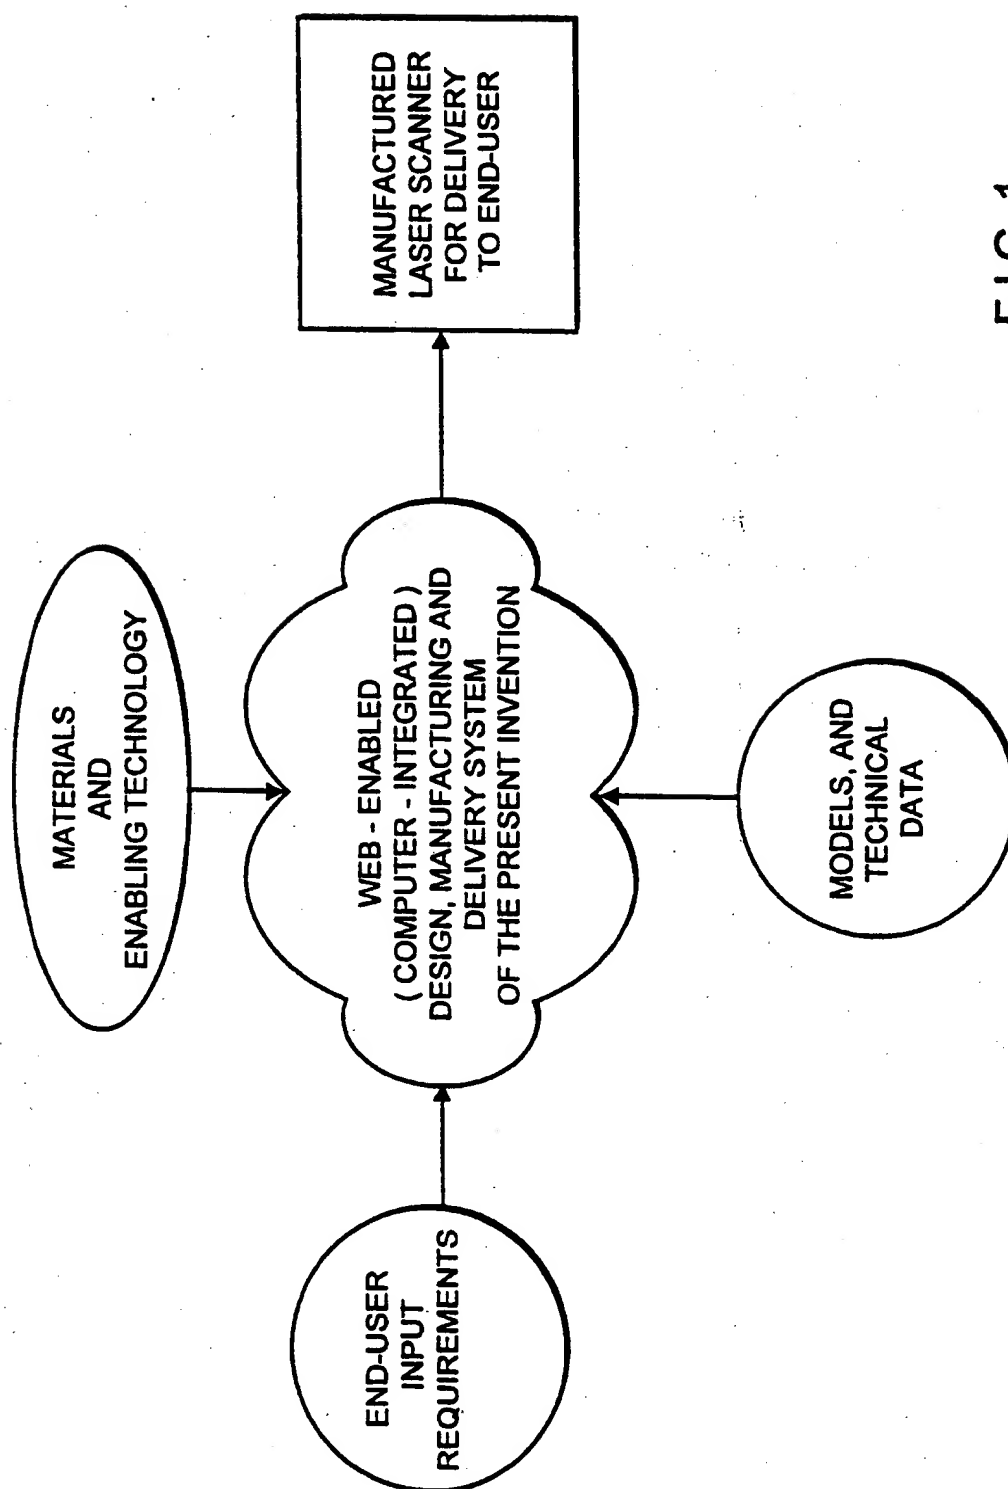 MATERIALS
AND
ENABLING TECHNOLOGY
END-USER
INPUT
REQUIREMENTS
WEB - ENABLED
( COMPUTER - INTEGRATED )
DESIGN, MANUFACTURING AND
DELIVERY SYSTEM
OF THE PRESENT INVENTION
MANUFACTURED
LASER SCANNER
FOR DELIVERY
TO END-USER
MODELS, AND
TECHNICAL
DATA
FIG. 1